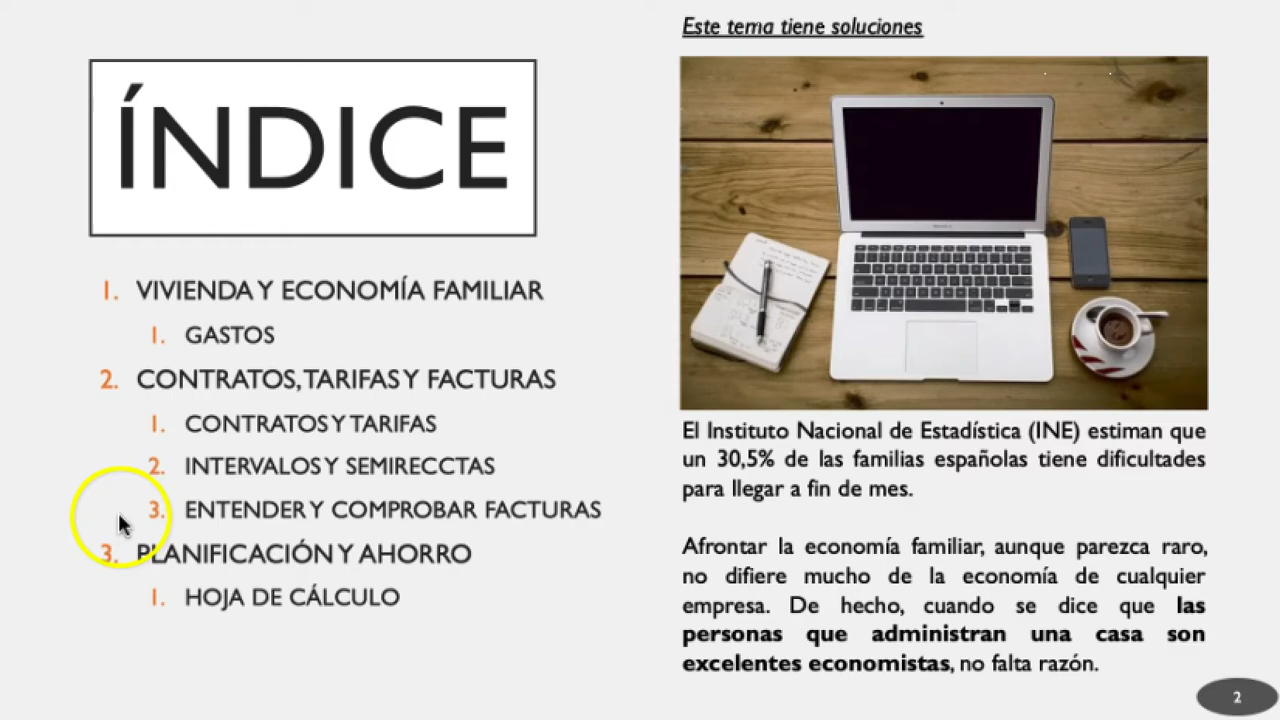 ÍNDICE
1. VIVIENDA Y ECONOMÍA FAMILIAR
1. GASTOS
2. CONTRATOS, TARIFAS Y FACTURAS
1. CONTRATOS Y TARIFAS
2. INTERVALOS Y SEMIRECCTAS
3. ENTENDER Y COMPROBAR FACTURAS
3. PLANIFICACIÓN Y AHORRO
1. HOJA DE CÁLCULO
Este tema tiene soluciones
El Instituto Nacional de Estadística (INE) estiman que
un 30,5% de las familias españolas tiene dificultades
para llegar a fin de mes.
Afrontar la economía familiar, aunque parezca raro,
no difiere mucho de la economía de cualquier
empresa. De hecho, cuando se dice que las
personas que administran una casa son
excelentes economistas, no falta razón.
2